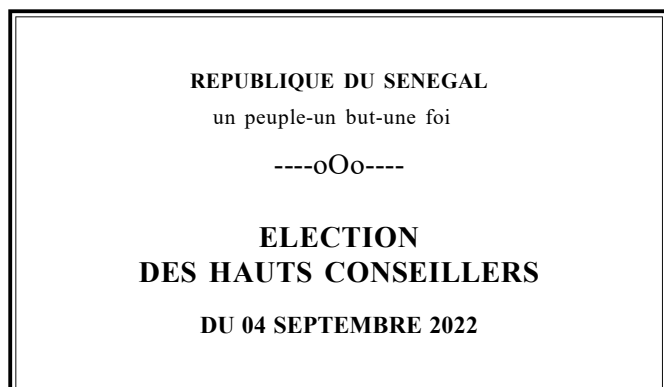 REPUBLIQUE DU SENEGAL
un peuple-un but-une foi
----oOo----
ELECTION
DES HAUTS CONSEILLERS
DU 04 SEPTEMBRE 2022